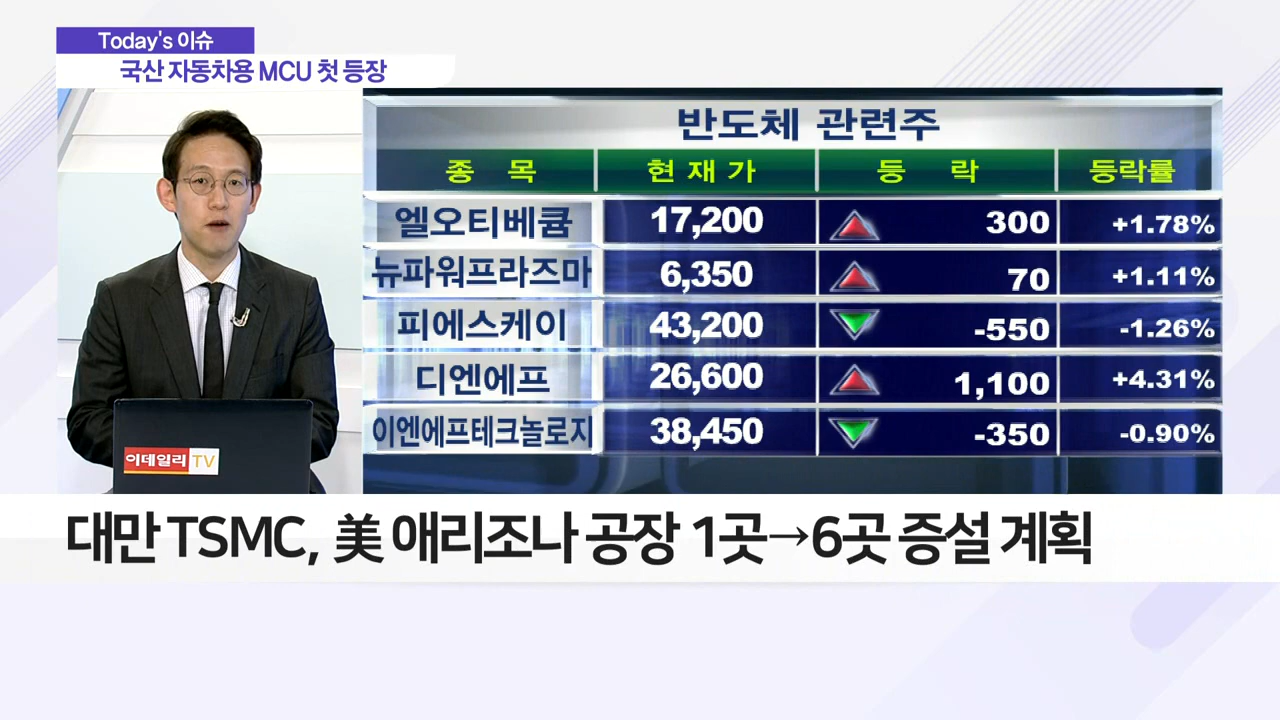 Today's 이슈
국산 자동차용 MCU 첫 등장
반도체 관련주
종 목 현 재 가 등 락 등락률
엘오티베큠 17,200 300 +1.78%
뉴파워프라즈마 6,350 70 +1.11%
피에스케이 43,200 -550 -1.26%
디엔에프 26,600 1,100 +4.31%
이엔에프테크놀로지 38,450 -350 -0.90%
이데일리 TV
대만 TSMC, 美 애리조나 공장 1곳→6곳 증설 계획